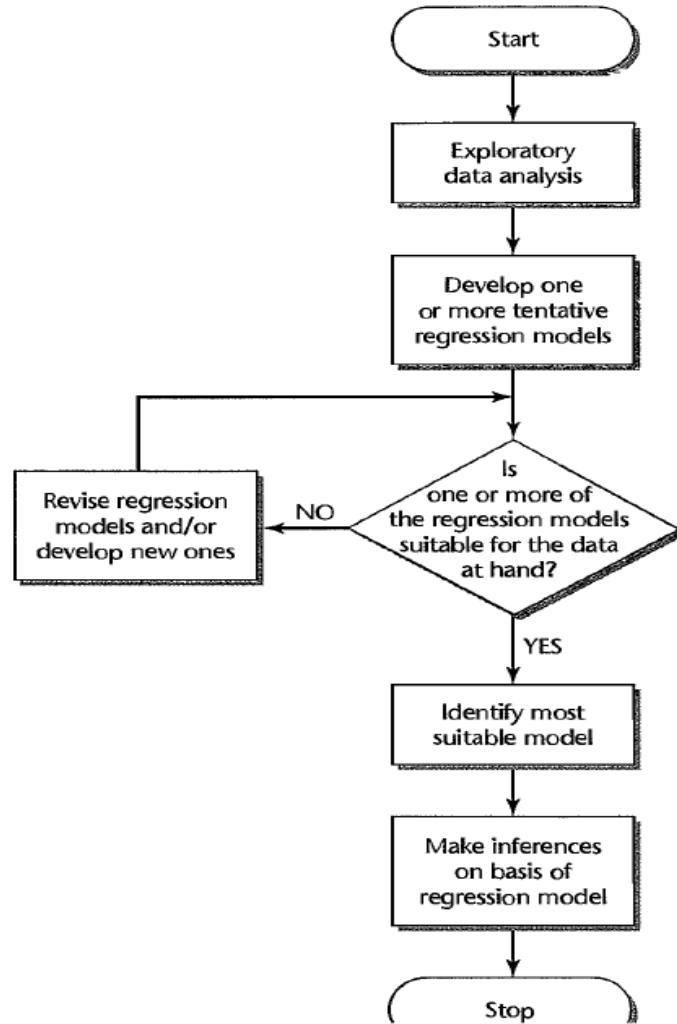 Start
Exploratory
data analysis
Develop one
or more tentative
regression models
Is
one or more of
the regression models
suitable for the data
at hand?
NO
Revise regression
models and/or
develop new ones
YES
Identify most
suitable model
Make inferences
on basis of
regression model
Stop